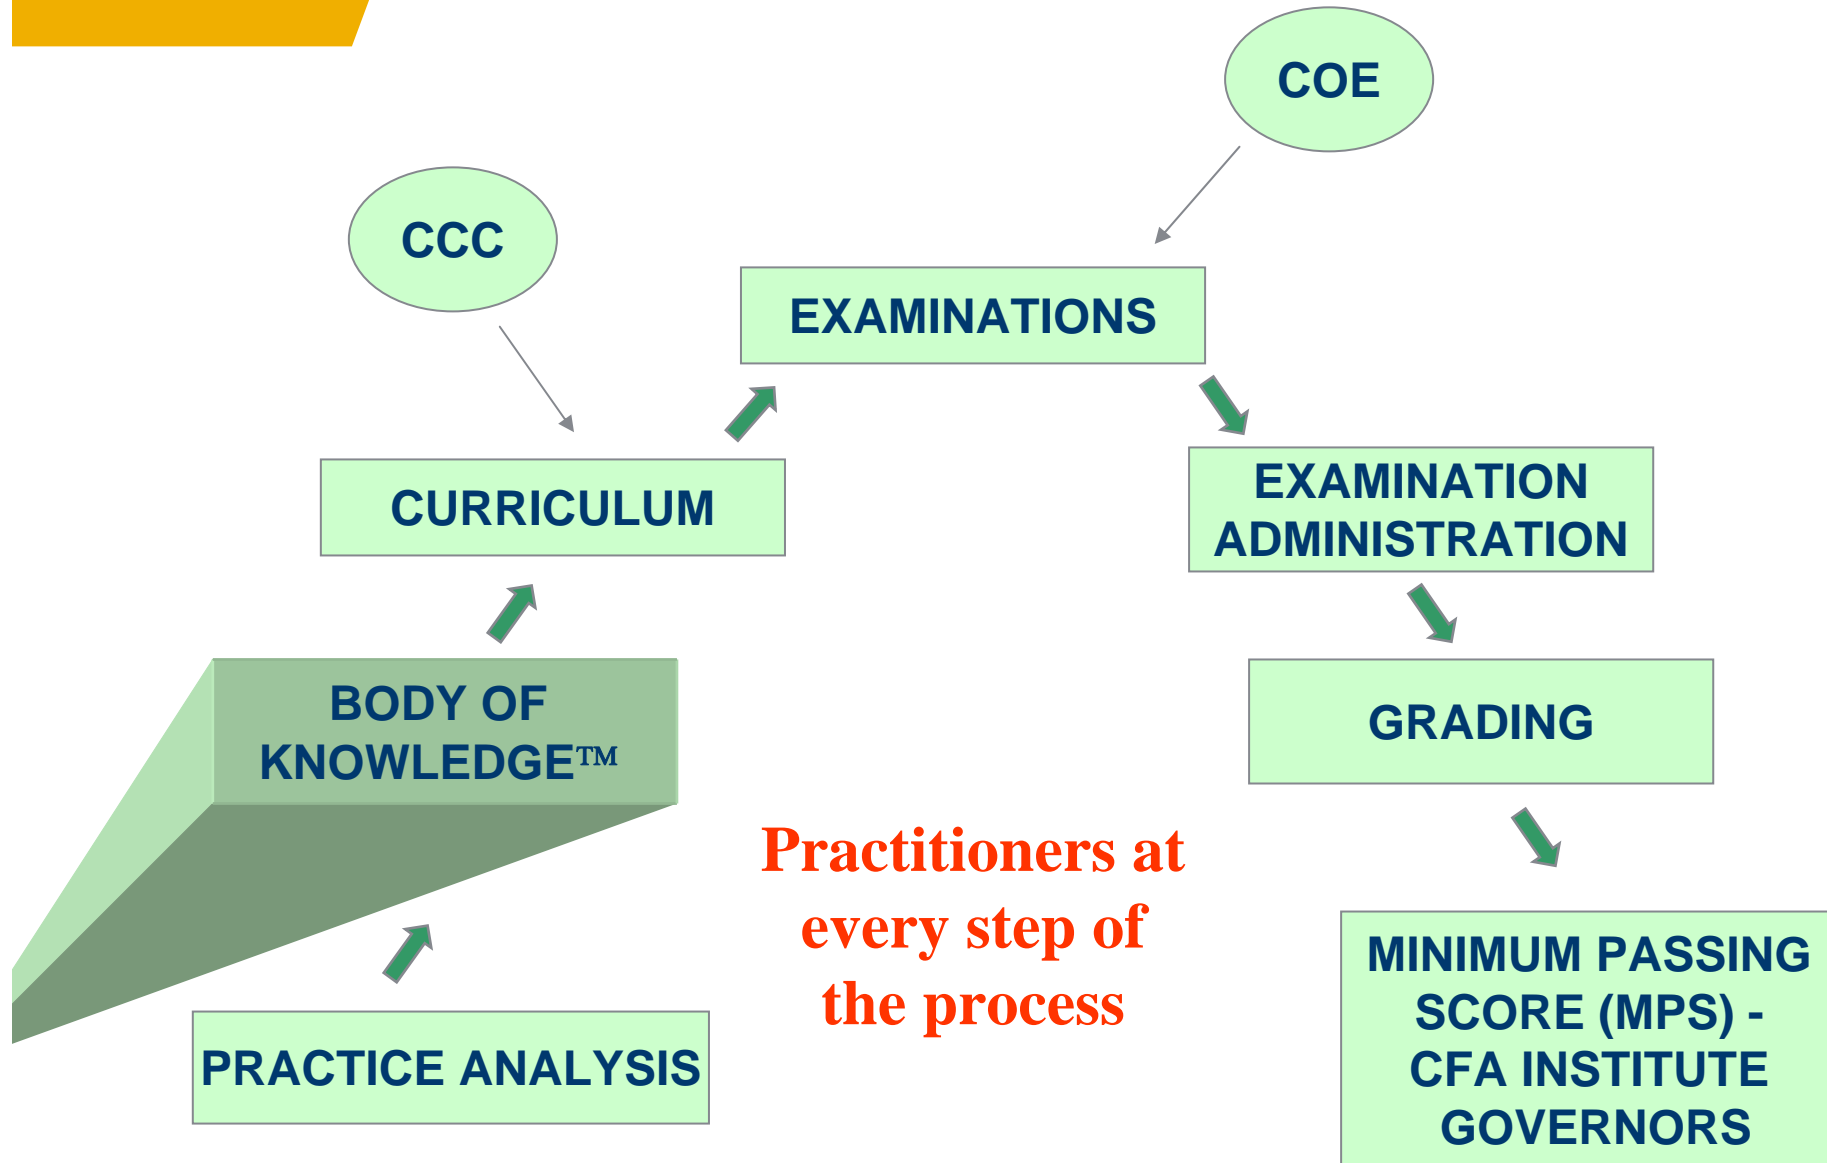 COE
CCC
EXAMINATIONS
CURRICULUM
EXAMINATION
ADMINISTRATION
BODY OF
KNOWLEDGE™
GRADING
Practitioners at
every step of
the process
PRACTICE ANALYSIS
MINIMUM PASSING
SCORE (MPS) -
CFA INSTITUTE
GOVERNORS